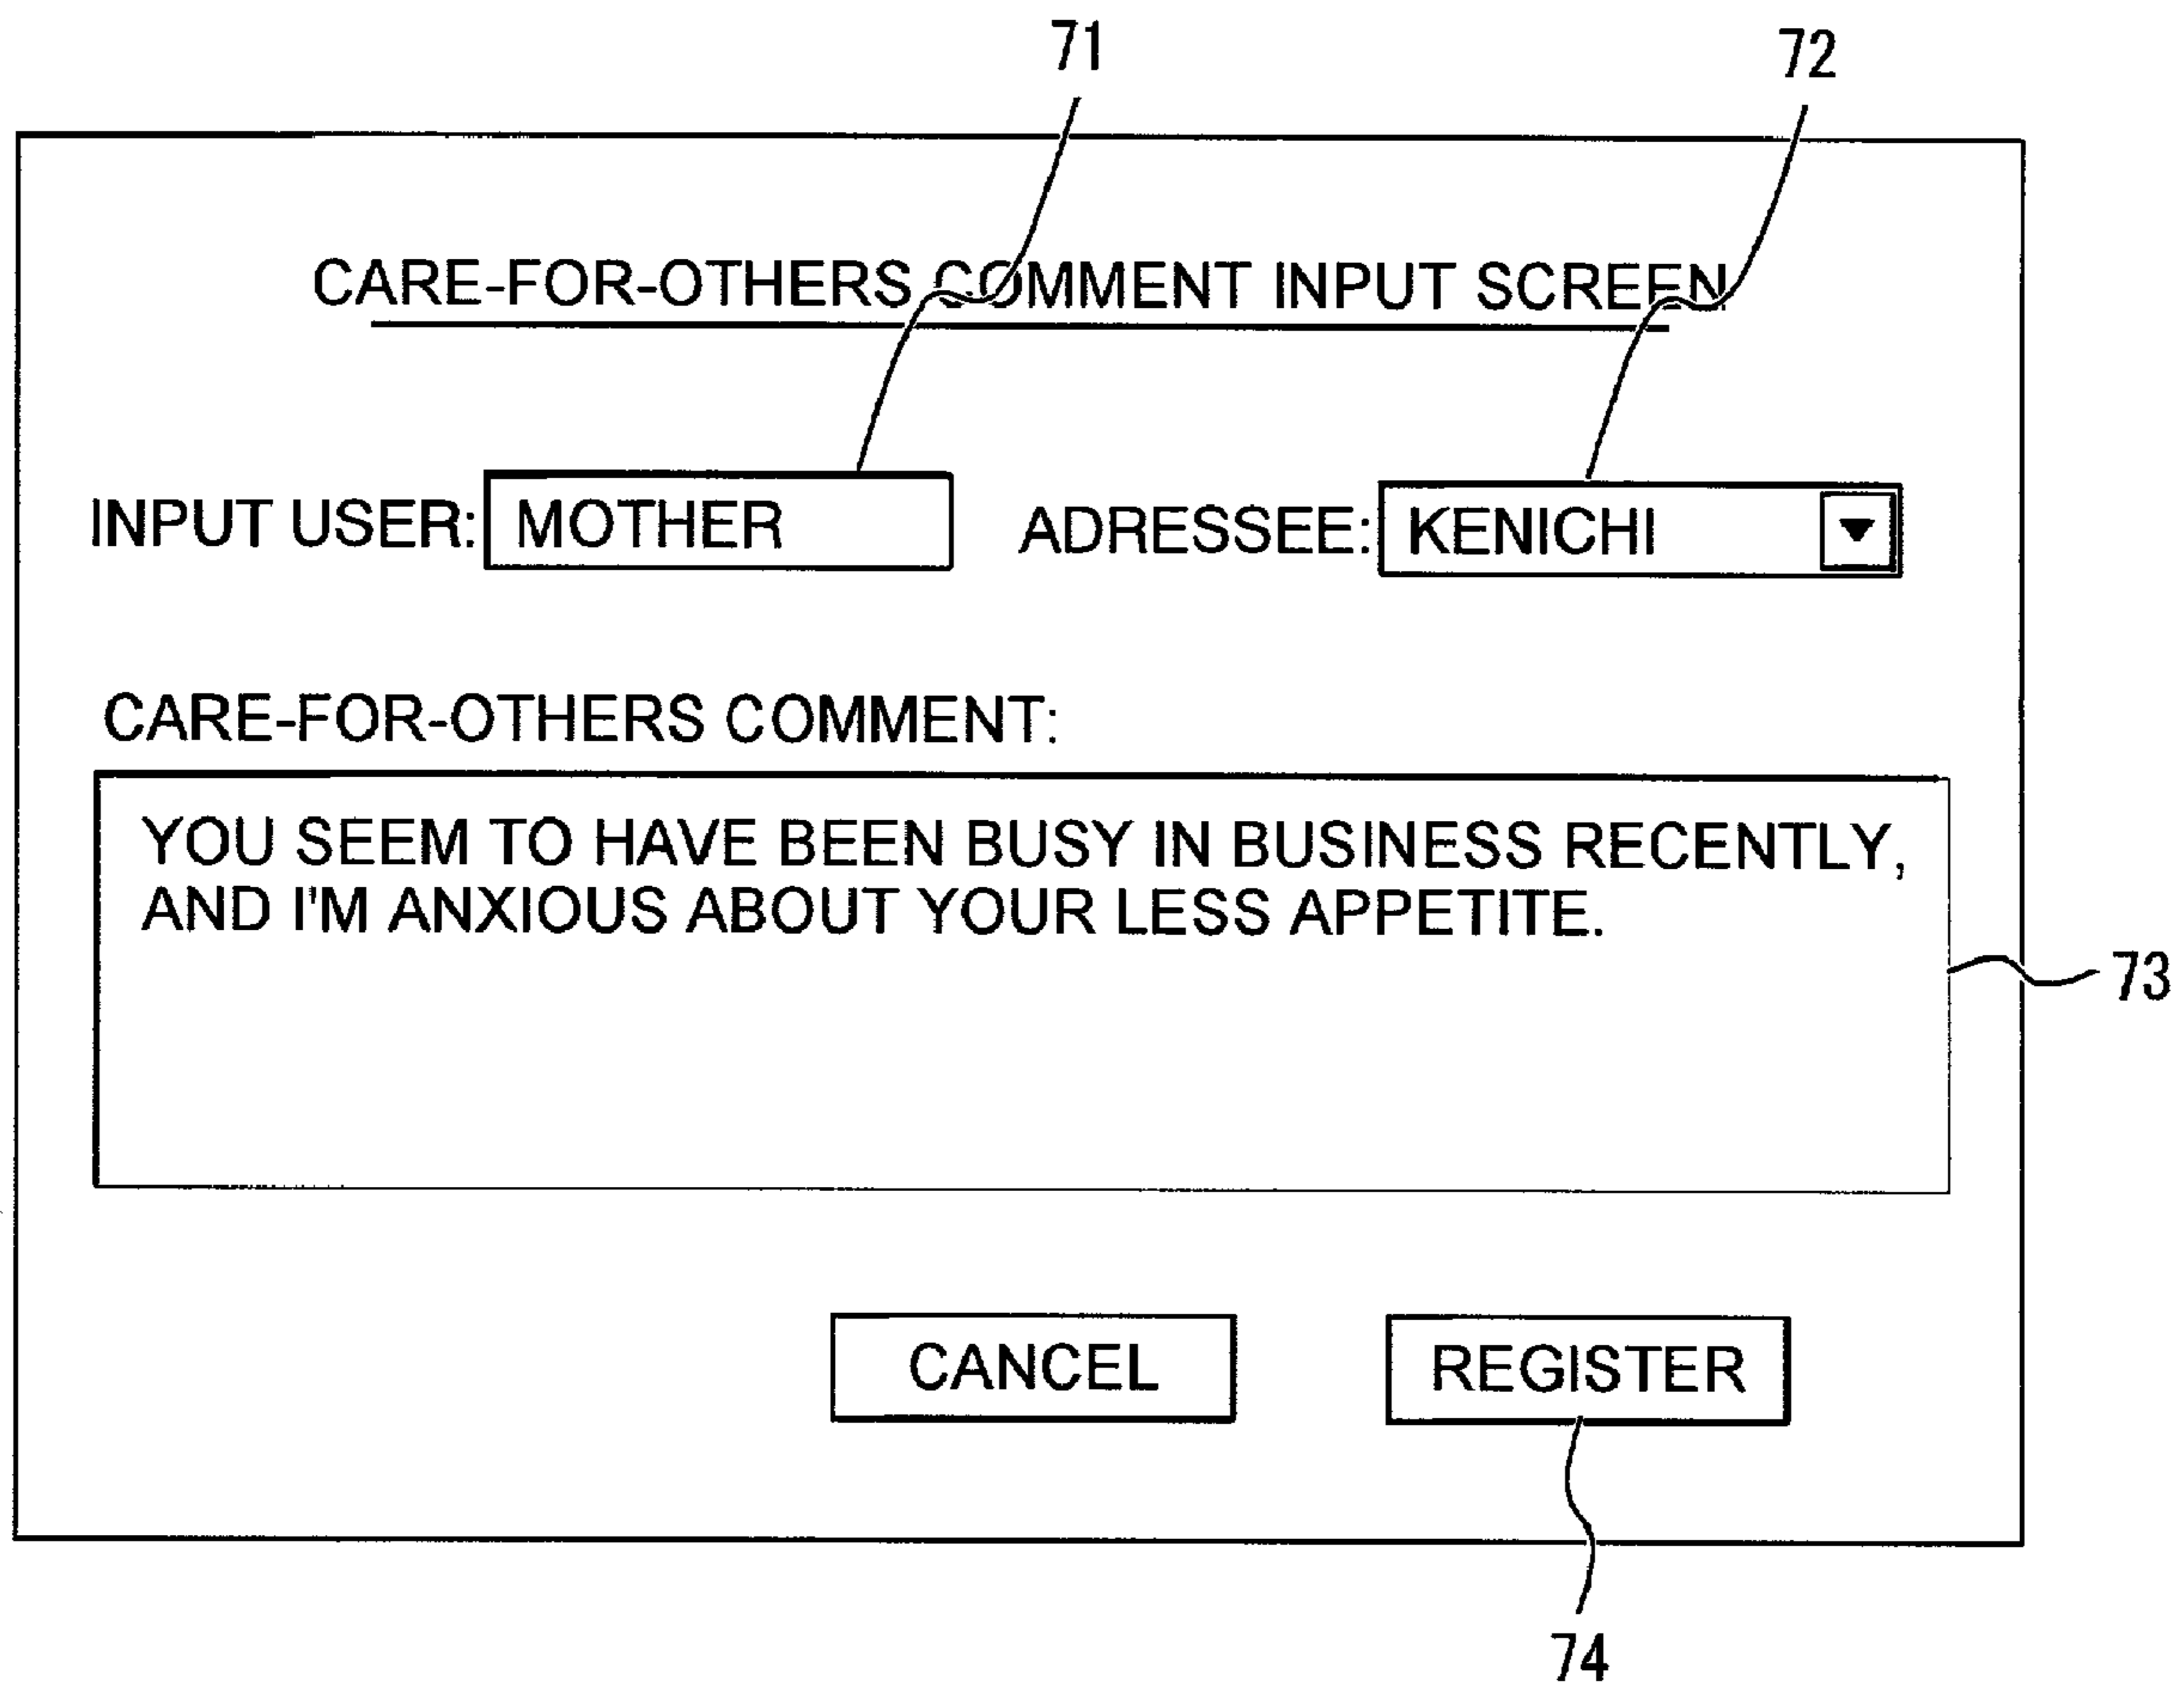 71
72
CARE-FOR-OTHERS COMMENT INPUT SCREEN
INPUT USER: MOTHER ADRESSEE: KENICHI
CARE-FOR-OTHERS COMMENT:
YOU SEEM TO HAVE BEEN BUSY IN BUSINESS RECENTLY,
AND I'M ANXIOUS ABOUT YOUR LESS APPETITE.
73
CANCEL REGISTER
74